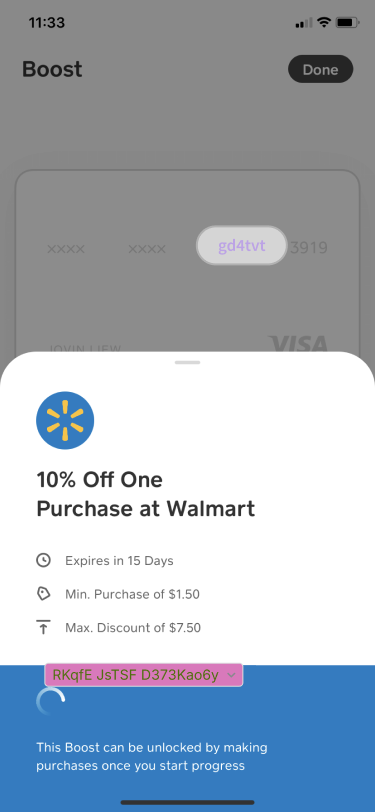 11:33
Boost
Done
xxxx xxxx gd4tvt 3919
JOVIN LIEW
VISA
10% Off One
Purchase at Walmart
Expires in 15 Days
Min. Purchase of $1.50
Max. Discount of $7.50
RKqfE JsTSF D373Kao6y
This Boost can be unlocked by making
purchases once you start progress